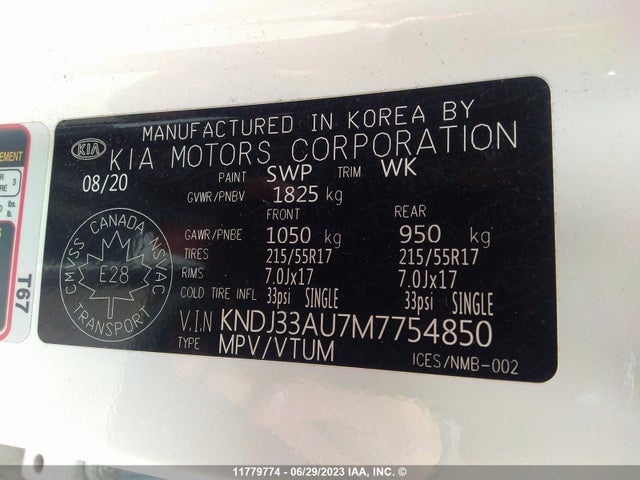 MANUFACTURED IN KOREA BY
KIA KIA MOTORS CORPORATION
08/20 PAINT SWP TRIM WK
GVWR/PNBV 1825 kg
FRONT REAR
GAWR/PNBE 1050 kg 950 kg
TIRES 215/55R17 215/55R17
RIMS 7.0Jx17 7.0Jx17
COLD TIRE INFL 33psi SINGLE 33psi SINGLE
V.I.N KNDJ33AU7M7754850
TYPE MPV/VTUM
ICES/NMB-002
CMVSS CANADA NSVAC
E28
TRANSPORT
EMENT
3
T67
11779774 - 06/29/2023 IAA, INC. ©